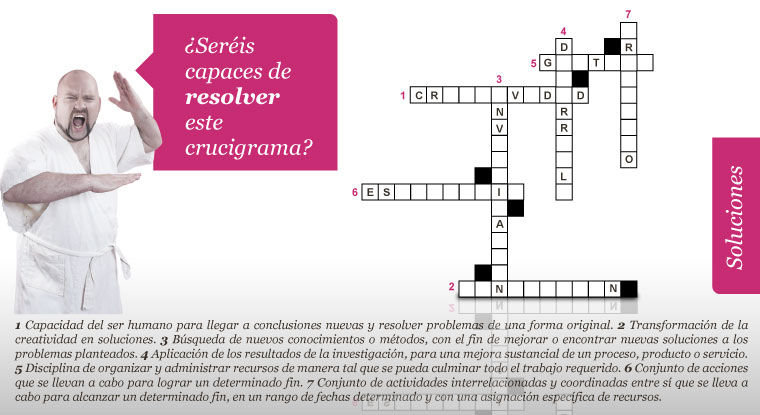 ¿Seréis
capaces de
resolver
este
crucigrama?
7
4
D R
5 G T
3
1 C R V D D
N R
V R
O
L
6 E S I
A
2 N N
Soluciones
1 Capacidad del ser humano para llegar a conclusiones nuevas y resolver problemas de una forma original. 2 Transformación de la
creatividad en soluciones. 3 Búsqueda de nuevos conocimientos o métodos, con el fin de mejorar o encontrar nuevas soluciones a los
problemas planteados. 4 Aplicación de los resultados de la investigación, para una mejora sustancial de un proceso, producto o servicio.
5 Disciplina de organizar y administrar recursos de manera tal que se pueda culminar todo el trabajo requerido. 6 Conjunto de acciones
que se llevan a cabo para lograr un determinado fin. 7 Conjunto de actividades interrelacionadas y coordinadas entre sí que se lleva a
cabo para alcanzar un determinado fin, en un rango de fechas determinado y con una asignación específica de recursos.